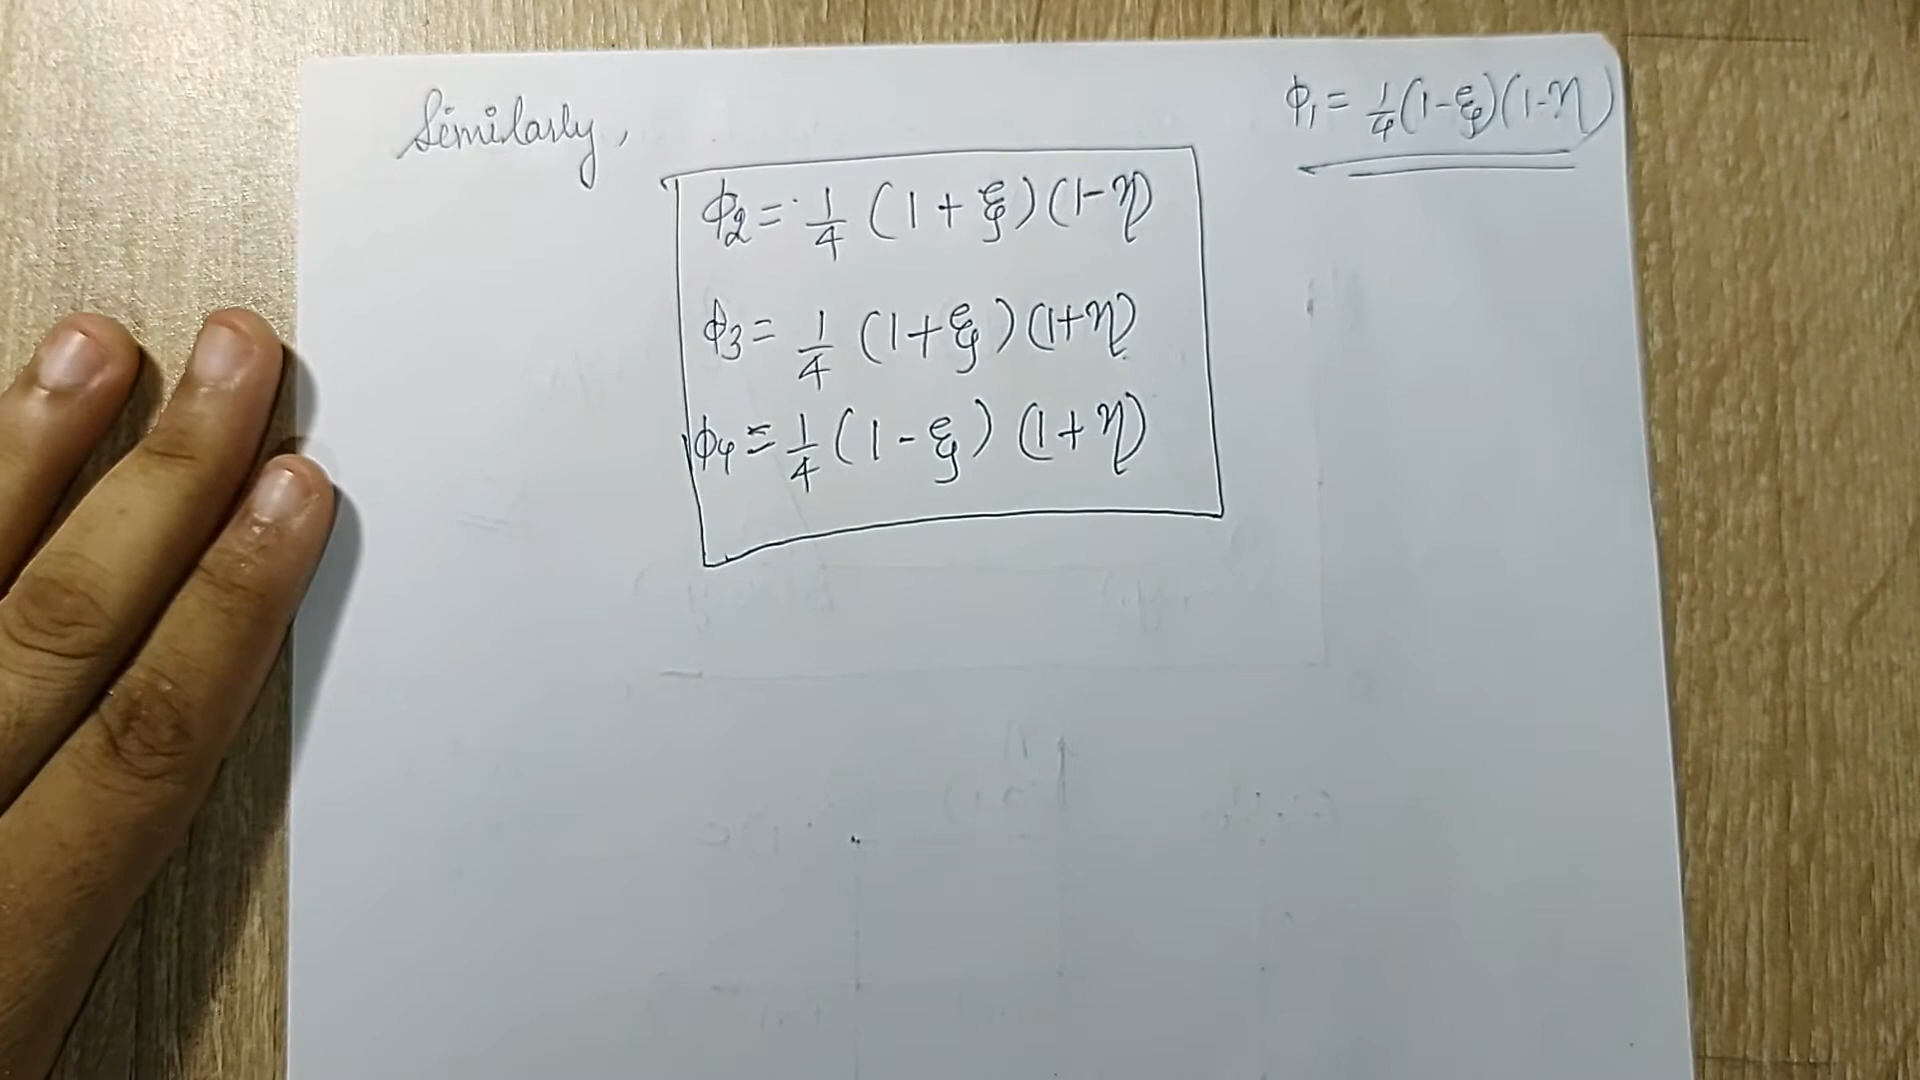 Similarly,
φ₁ = 1/4 (1-ξ)(1-η)
φ₂ = 1/4 (1+ξ)(1-η)
φ₃ = 1/4 (1+ξ)(1+η)
φ₄ = 1/4 (1-ξ)(1+η)